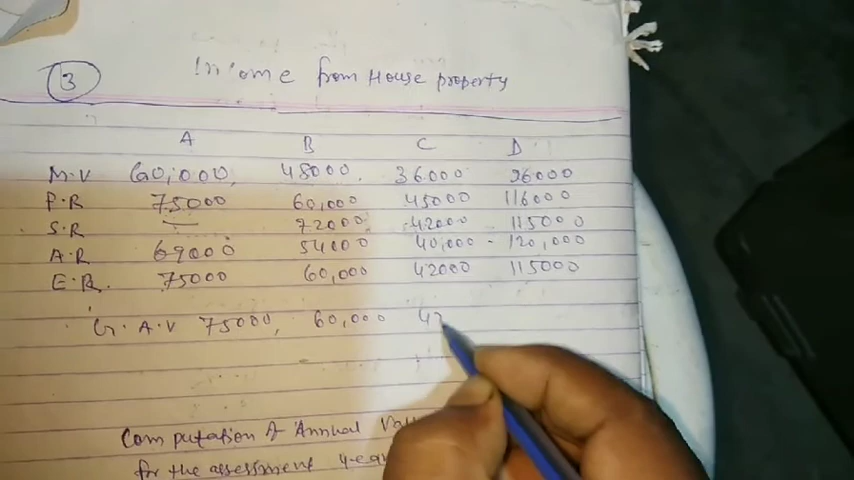 3 Income from House property
A B C D
M.V 60,000 48000. 36000 96000
F.R 75000 60,000 45000 116000
S.R — 72000 42000 115000
A.R 69000 54000 40,000 - 120,000
E.R. 75000 60,000 42000 115000
G.A.V 75000, 60,000 42
Computation of Annual
for the assessment